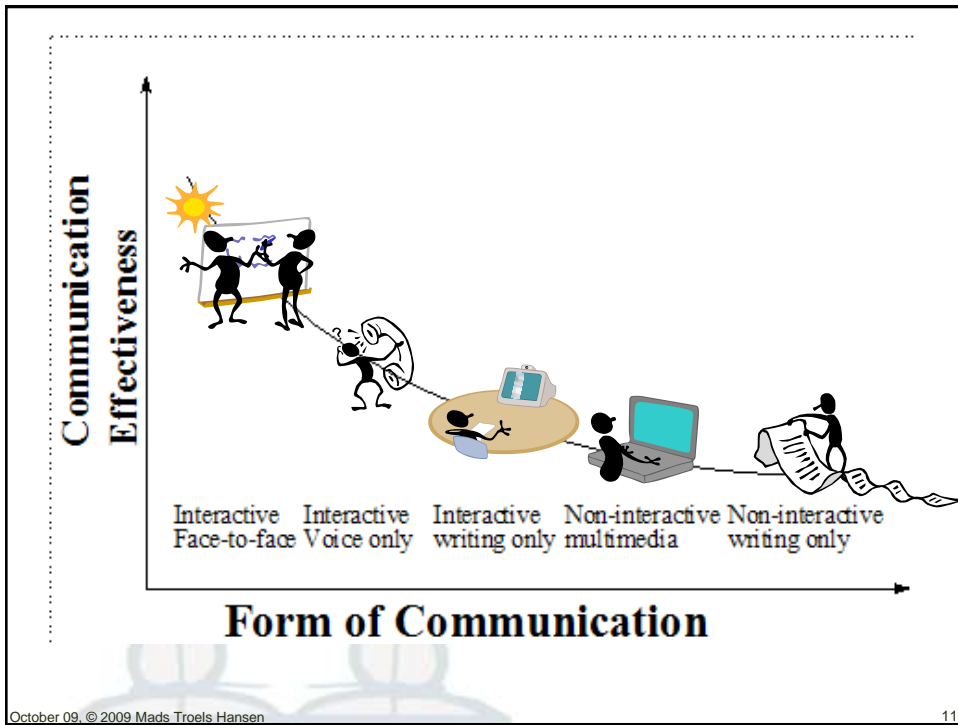 Communication
Effectiveness
Interactive
Face-to-face
Interactive
Voice only
Interactive
writing only
Non-interactive
multimedia
Non-interactive
writing only
Form of Communication
October 09, © 2009 Mads Troels Hansen
11